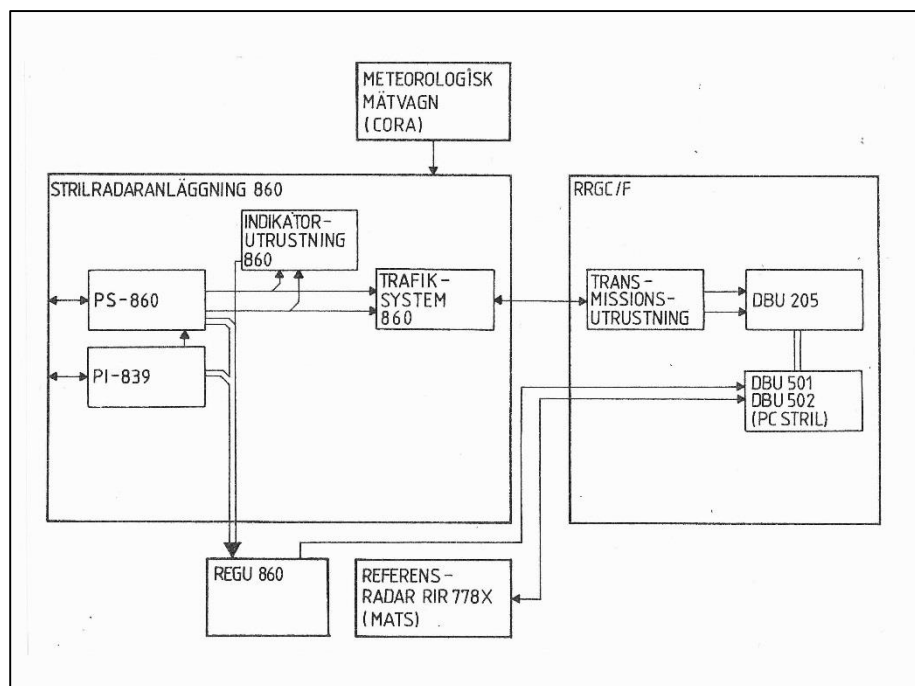 METEOROLOGISK
MÄTVAGN
(CORA)
STRILRADARANLÄGGNING 860
RRGC/F
INDIKATOR-
UTRUSTNING
860
PS-860
TRAFIK-
SYSTEM
860
TRANS-
MISSIONS-
UTRUSTNING
DBU 205
PI-839
DBU 501
DBU 502
(PC STRIL)
REGU 860
REFERENS-
RADAR RIR 778X
(MATS)